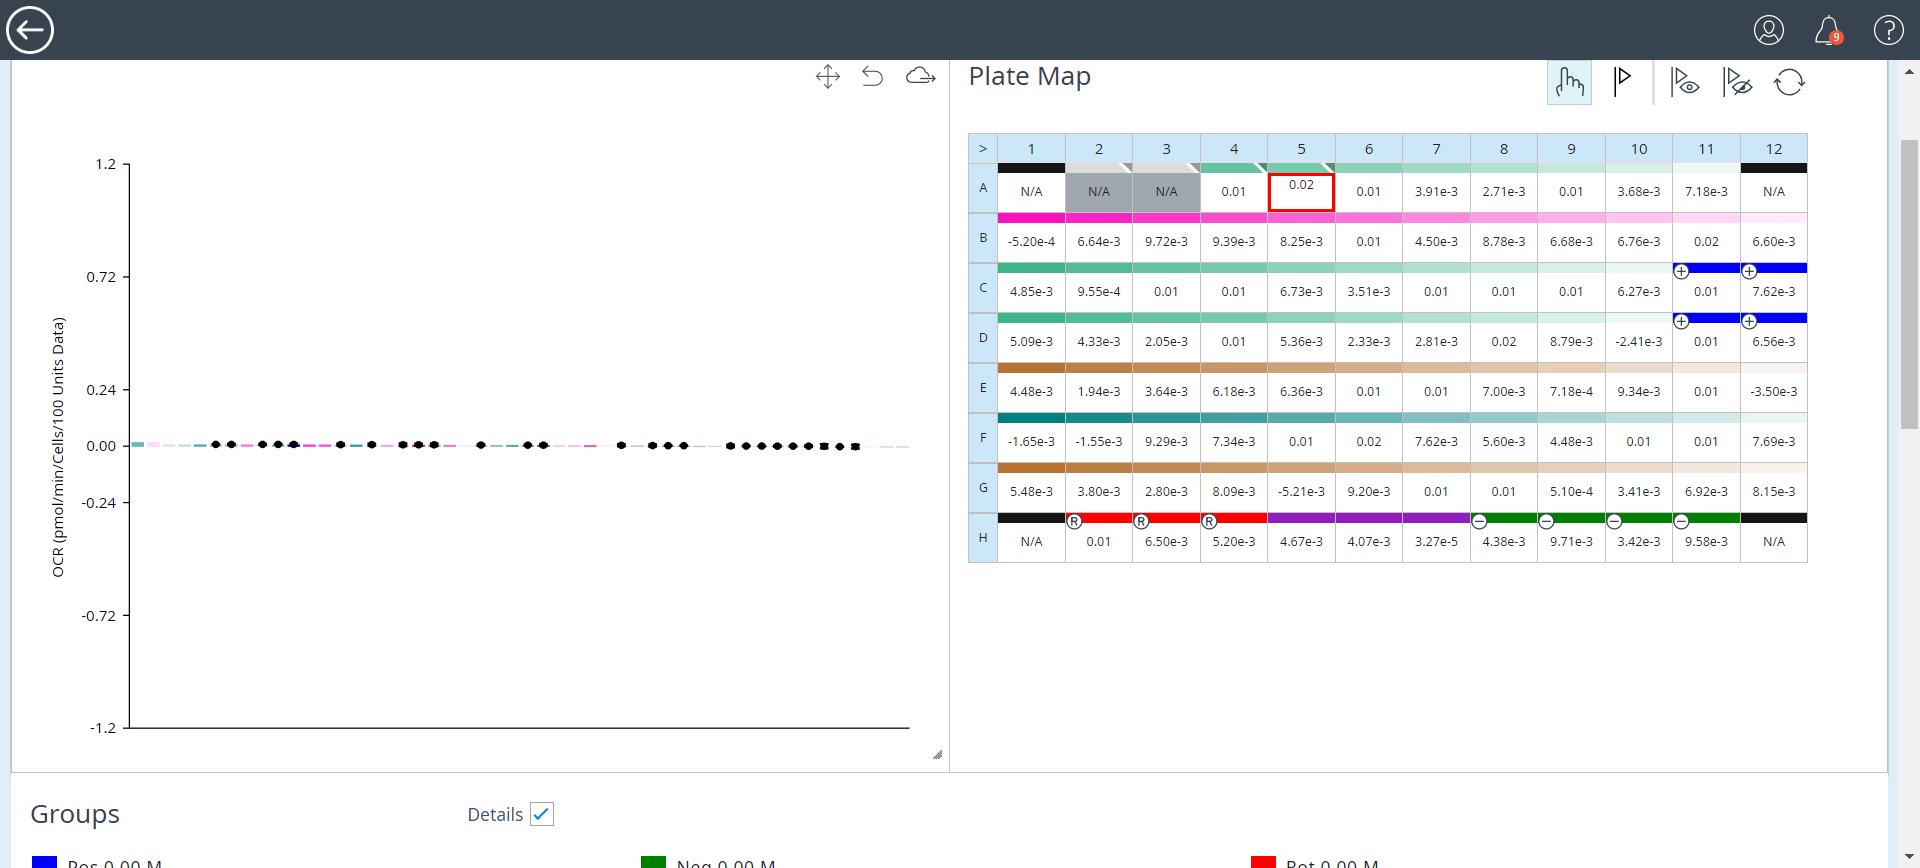 9 ?
Plate Map
> 1 2 3 4 5 6 7 8 9 10 11 12
A N/A N/A N/A 0.01 0.02 0.01 3.91e-3 2.71e-3 0.01 3.68e-3 7.18e-3 N/A
B -5.20e-4 6.64e-3 9.72e-3 9.39e-3 8.25e-3 0.01 4.50e-3 8.78e-3 6.68e-3 6.76e-3 0.02 6.60e-3
C 4.85e-3 9.55e-4 0.01 0.01 6.73e-3 3.51e-3 0.01 0.01 0.01 6.27e-3 + 0.01 + 7.62e-3
D 5.09e-3 4.33e-3 2.05e-3 0.01 5.36e-3 2.33e-3 2.81e-3 0.02 8.79e-3 -2.41e-3 + 0.01 + 6.56e-3
E 4.48e-3 1.94e-3 3.64e-3 6.18e-3 6.36e-3 0.01 0.01 7.00e-3 7.18e-4 9.34e-3 0.01 -3.50e-3
F -1.65e-3 -1.55e-3 9.29e-3 7.34e-3 0.01 0.02 7.62e-3 5.60e-3 4.48e-3 0.01 0.01 7.69e-3
G 5.48e-3 3.80e-3 2.80e-3 8.09e-3 -5.21e-3 9.20e-3 0.01 0.01 5.10e-4 3.41e-3 6.92e-3 8.15e-3
H N/A R 0.01 R 6.50e-3 R 5.20e-3 4.67e-3 4.07e-3 3.27e-5 − 4.38e-3 − 9.71e-3 − 3.42e-3 − 9.58e-3 N/A
OCR (pmol/min/Cells/100 Units Data)
1.2
0.72
0.24
0.00
-0.24
-0.72
-1.2
Groups
Details
Pos 0.00 M
Neg 0.00 M
Rot 0.00 M